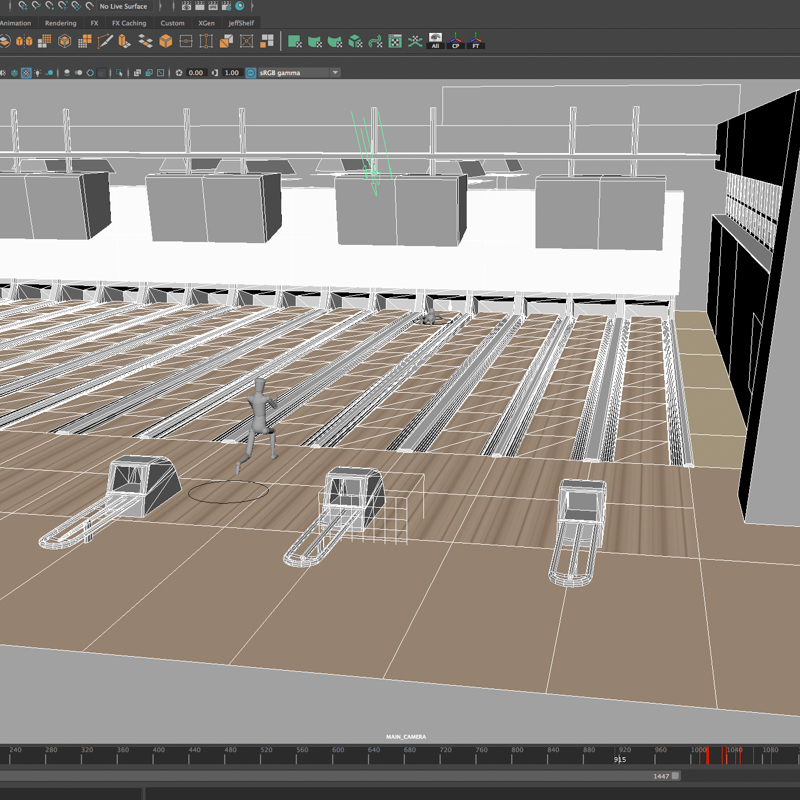 No Live Surface
Animation Rendering FX FX Caching Custom XGen jeffShelf
All CP FT
0.00 1.00 sRGB gamma
MAIN_CAMERA
240 280 320 360 400 440 480 520 560 600 640 680 720 760 800 840 880 920 960 1000 1040 1080
915
1447